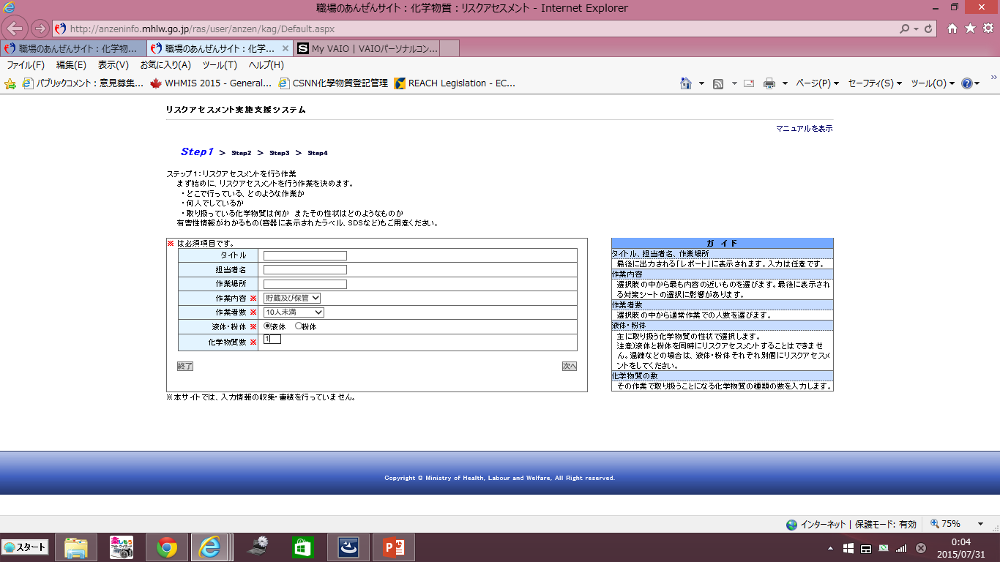 職場のあんぜんサイト：化学物質：リスクアセスメント - Internet Explorer
http://anzeninfo.mhlw.go.jp/ras/user/anzen/kag/Default.aspx
職場のあんぜんサイト：化学物... 職場のあんぜんサイト：化学... My VAIO | VAIOパーソナルコン...
ファイル(F) 編集(E) 表示(V) お気に入り(A) ツール(T) ヘルプ(H)
パブリックコメント：意見募集... WHMIS 2015 - General... CSNN化學物質登記管理 REACH Legislation - EC... ページ(P) セーフティ(S) ツール(O)
リスクアセスメント実施支援システム
マニュアルを表示
Step1 > Step2 > Step3 > Step4
ステップ1：リスクアセスメントを行う作業
まず始めに、リスクアセスメントを行う作業を決めます。
・どこで行っている、どのような作業か
・何人でしているか
・取り扱っている化学物質は何か またその性状はどのようなものか
有害性情報がわかるもの（容器に表示されたラベル、SDSなど）もご用意ください。
※ は必須項目です。
タイトル
担当者名
作業場所
作業内容 ※ 貯蔵及び保管
作業者数 ※ 10人未満
液体・粉体 ※ 液体 粉体
化学物質数 ※ 1
終了 次へ
※本サイトでは、入力情報の収集・蓄積を行っていません。
ガ イ ド
タイトル、担当者名、作業場所
最後に出力される「レポート」に表示されます。入力は任意です。
作業内容
選択肢の中から最も内容の近いものを選びます。最後に表示され
る対策シートの選択に影響があります。
作業者数
選択肢の中から通常作業での人数を選びます。
液体・粉体
主に取り扱う化学物質の性状で選択します。
注意）液体と粉体を同時にリスクアセスメントすることはできませ
ん。混練などの場合は、液体・粉体それぞれ別個にリスクアセスメ
ントをしてください。
化学物質の数
その作業で取り扱うことになる化学物質の種類の数を入力します。
Copyright © Ministry of Health, Labour and Welfare, All Right reserved.
インターネット | 保護モード: 有効 75%
スタート
0:04
2015/07/31